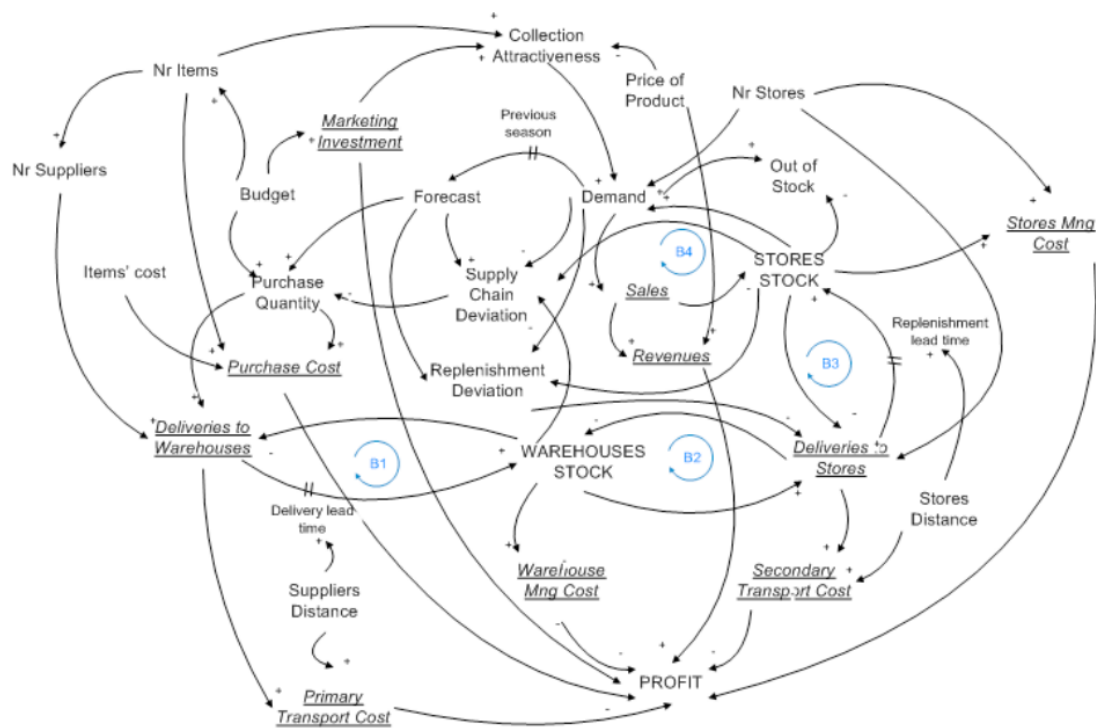 Collection
Attractiveness
Nr Items
Price of
Product
Nr Stores
Marketing
Investment
Previous
season
Nr Suppliers
Budget
Forecast
Demand
Out of
Stock
Stores Mng
Cost
Items' cost
Purchase
Quantity
Supply
Chain
Deviation
B4
Sales
STORES
STOCK
Replenishment
lead time
Purchase Cost
Replenishment
Deviation
Revenues
B3
Deliveries to
Warehouses
B1
WAREHOUSES
STOCK
B2
Deliveries to
Stores
Delivery lead
time
Stores
Distance
Suppliers
Distance
Warehouse
Mng Cost
Secondary
Transport Cost
PROFIT
Primary
Transport Cost